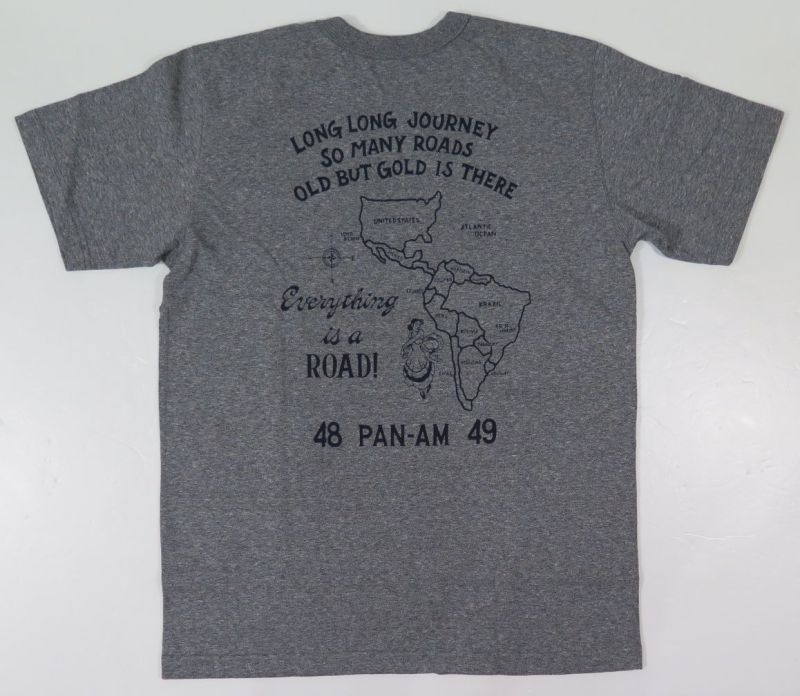 LONG LONG JOURNEY
SO MANY ROADS
OLD BUT GOLD IS THERE
UNITED STATES
ATLANTIC
OCEAN
BRAZIL
Everything
is a
ROAD!
48 PAN-AM 49